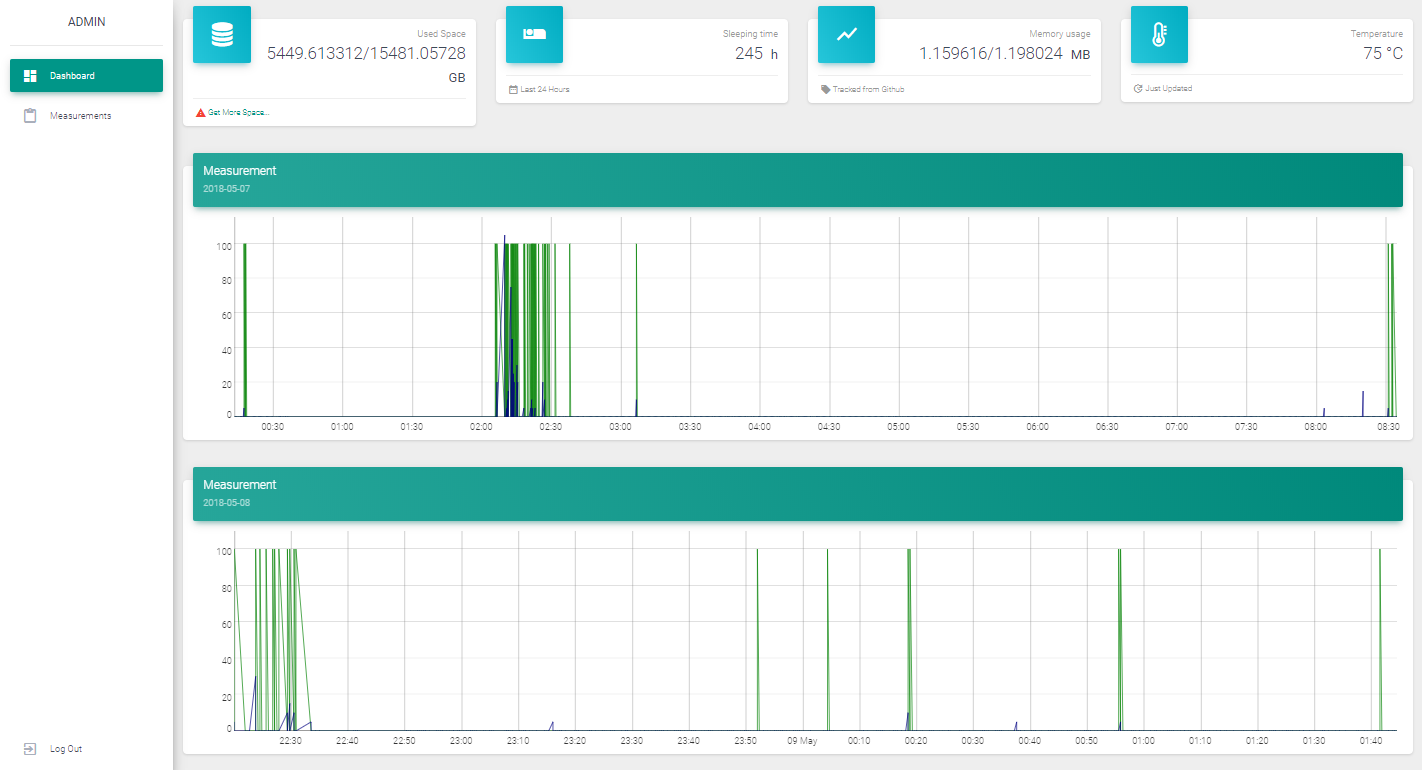 ADMIN
Dashboard
Measurements
Log Out
Used Space
5449.613312/15481.05728
GB
Get More Space...
Sleeping time
245 h
Last 24 Hours
Memory usage
1.159616/1.198024 MB
Tracked from Github
Temperature
75 °C
Just Updated
Measurement
2018-05-07
100
80
60
40
20
0
00:30 01:00 01:30 02:00 02:30 03:00 03:30 04:00 04:30 05:00 05:30 06:00 06:30 07:00 07:30 08:00 08:30
Measurement
2018-05-08
100
80
60
40
20
0
22:30 22:40 22:50 23:00 23:10 23:20 23:30 23:40 23:50 09 May 00:10 00:20 00:30 00:40 00:50 01:00 01:10 01:20 01:30 01:40